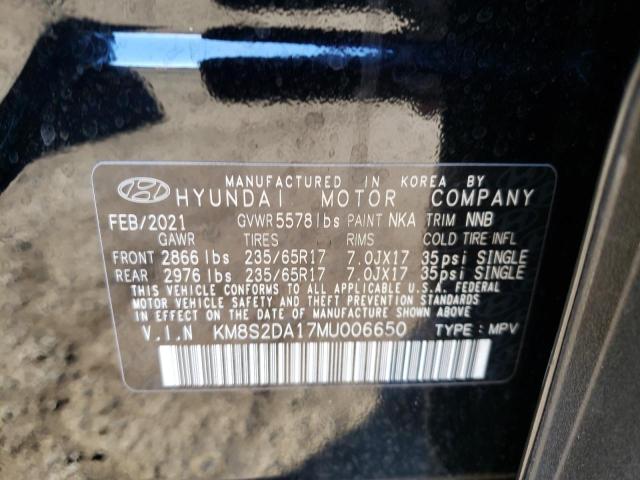 MANUFACTURED IN KOREA BY
HYUNDAI MOTOR COMPANY
FEB/2021 GVWR5578lbs PAINT NKA TRIM NNB
GAWR TIRES RIMS COLD TIRE INFL
FRONT 2866 lbs 235/65R17 7.0JX17 35psi SINGLE
REAR 2976 lbs 235/65R17 7.0JX17 35psi SINGLE
THIS VEHICLE CONFORMS TO ALL APPLICABLE U.S.A. FEDERAL
MOTOR VEHICLE SAFETY, BUMPER, AND THEFT PREVENTION
STANDARDS IN EFFECT ON THE DATE OF MANUFACTURE SHOWN ABOVE.
V.I.N KM8S2DA17MU006650 TYPE: MPV